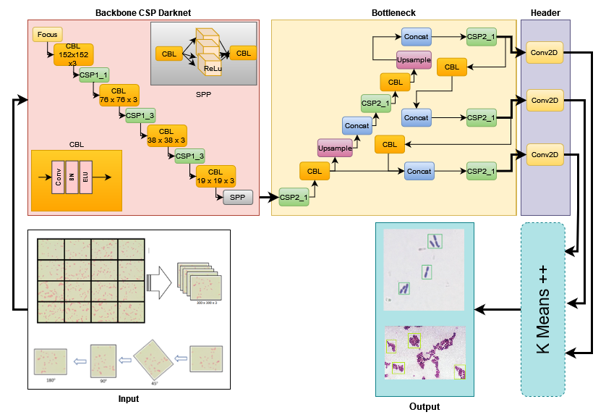 Backbone CSP Darknet
Bottleneck
Header
Focus
CBL
152x152
x3
CSP1_1
CBL
76 x 76 x 3
CSP1_3
CBL
38 x 38 x 3
CSP1_3
CBL
19 x 19 x 3
SPP
CBL
ReLu
CBL
SPP
CBL
Conv
BN
ELU
CSP2_1
CBL
Upsample
Concat
CSP2_1
CBL
Upsample
Concat
CSP2_1
CBL
Concat
CSP2_1
CBL
Concat
CSP2_1
Conv2D
Conv2D
Conv2D
K Means ++
180°
90°
45°
Input
Output